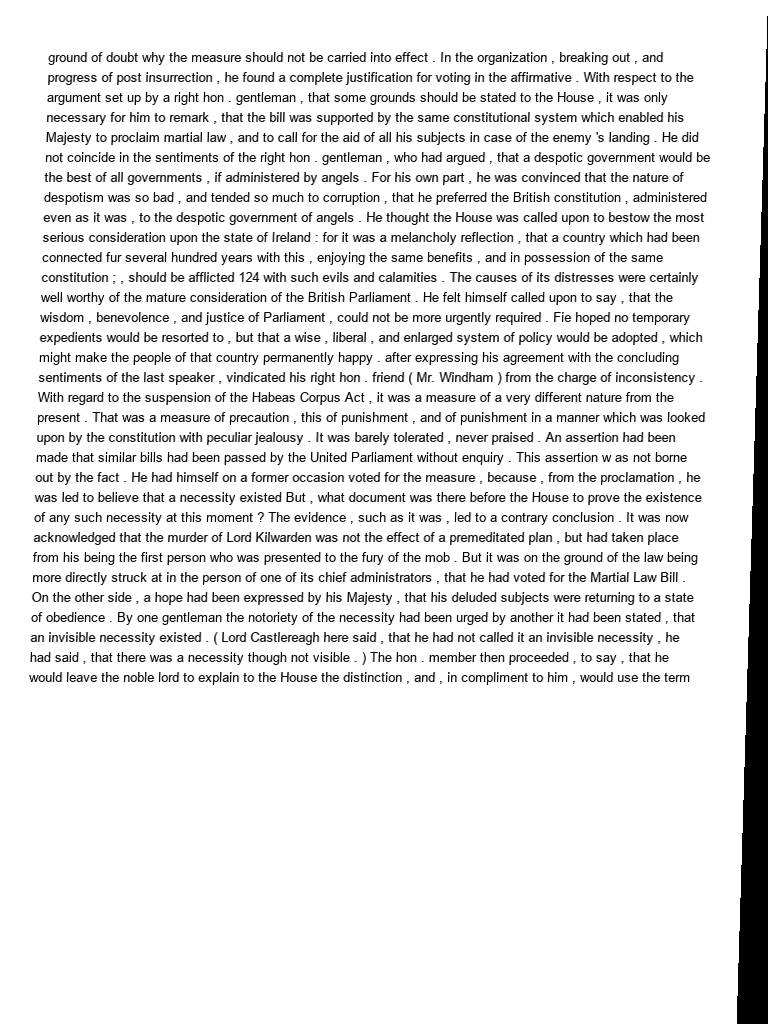 ground of doubt why the measure should not be carried into effect . In the organization , breaking out , and
progress of post insurrection , he found a complete justification for voting in the affirmative . With respect to the
argument set up by a right hon . gentleman , that some grounds should be stated to the House , it was only
necessary for him to remark , that the bill was supported by the same constitutional system which enabled his
Majesty to proclaim martial law , and to call for the aid of all his subjects in case of the enemy 's landing . He did
not coincide in the sentiments of the right hon . gentleman , who had argued , that a despotic government would be
the best of all governments , if administered by angels . For his own part , he was convinced that the nature of
despotism was so bad , and tended so much to corruption , that he preferred the British constitution , administered
even as it was , to the despotic government of angels . He thought the House was called upon to bestow the most
serious consideration upon the state of Ireland : for it was a melancholy reflection , that a country which had been
connected fur several hundred years with this , enjoying the same benefits , and in possession of the same
constitution ; , should be afflicted 124 with such evils and calamities . The causes of its distresses were certainly
well worthy of the mature consideration of the British Parliament . He felt himself called upon to say , that the
wisdom , benevolence , and justice of Parliament , could not be more urgently required . Fie hoped no temporary
expedients would be resorted to , but that a wise , liberal , and enlarged system of policy would be adopted , which
might make the people of that country permanently happy . after expressing his agreement with the concluding
sentiments of the last speaker , vindicated his right hon . friend ( Mr. Windham ) from the charge of inconsistency .
With regard to the suspension of the Habeas Corpus Act , it was a measure of a very different nature from the
present . That was a measure of precaution , this of punishment , and of punishment in a manner which was looked
upon by the constitution with peculiar jealousy . It was barely tolerated , never praised . An assertion had been
made that similar bills had been passed by the United Parliament without enquiry . This assertion w as not borne
out by the fact . He had himself on a former occasion voted for the measure , because , from the proclamation , he
was led to believe that a necessity existed But , what document was there before the House to prove the existence
of any such necessity at this moment ? The evidence , such as it was , led to a contrary conclusion . It was now
acknowledged that the murder of Lord Kilwarden was not the effect of a premeditated plan , but had taken place
from his being the first person who was presented to the fury of the mob . But it was on the ground of the law being
more directly struck at in the person of one of its chief administrators , that he had voted for the Martial Law Bill .
On the other side , a hope had been expressed by his Majesty , that his deluded subjects were returning to a state
of obedience . By one gentleman the notoriety of the necessity had been urged by another it had been stated , that
an invisible necessity existed . ( Lord Castlereagh here said , that he had not called it an invisible necessity , he
had said , that there was a necessity though not visible . ) The hon . member then proceeded , to say , that he
would leave the noble lord to explain to the House the distinction , and , in compliment to him , would use the term